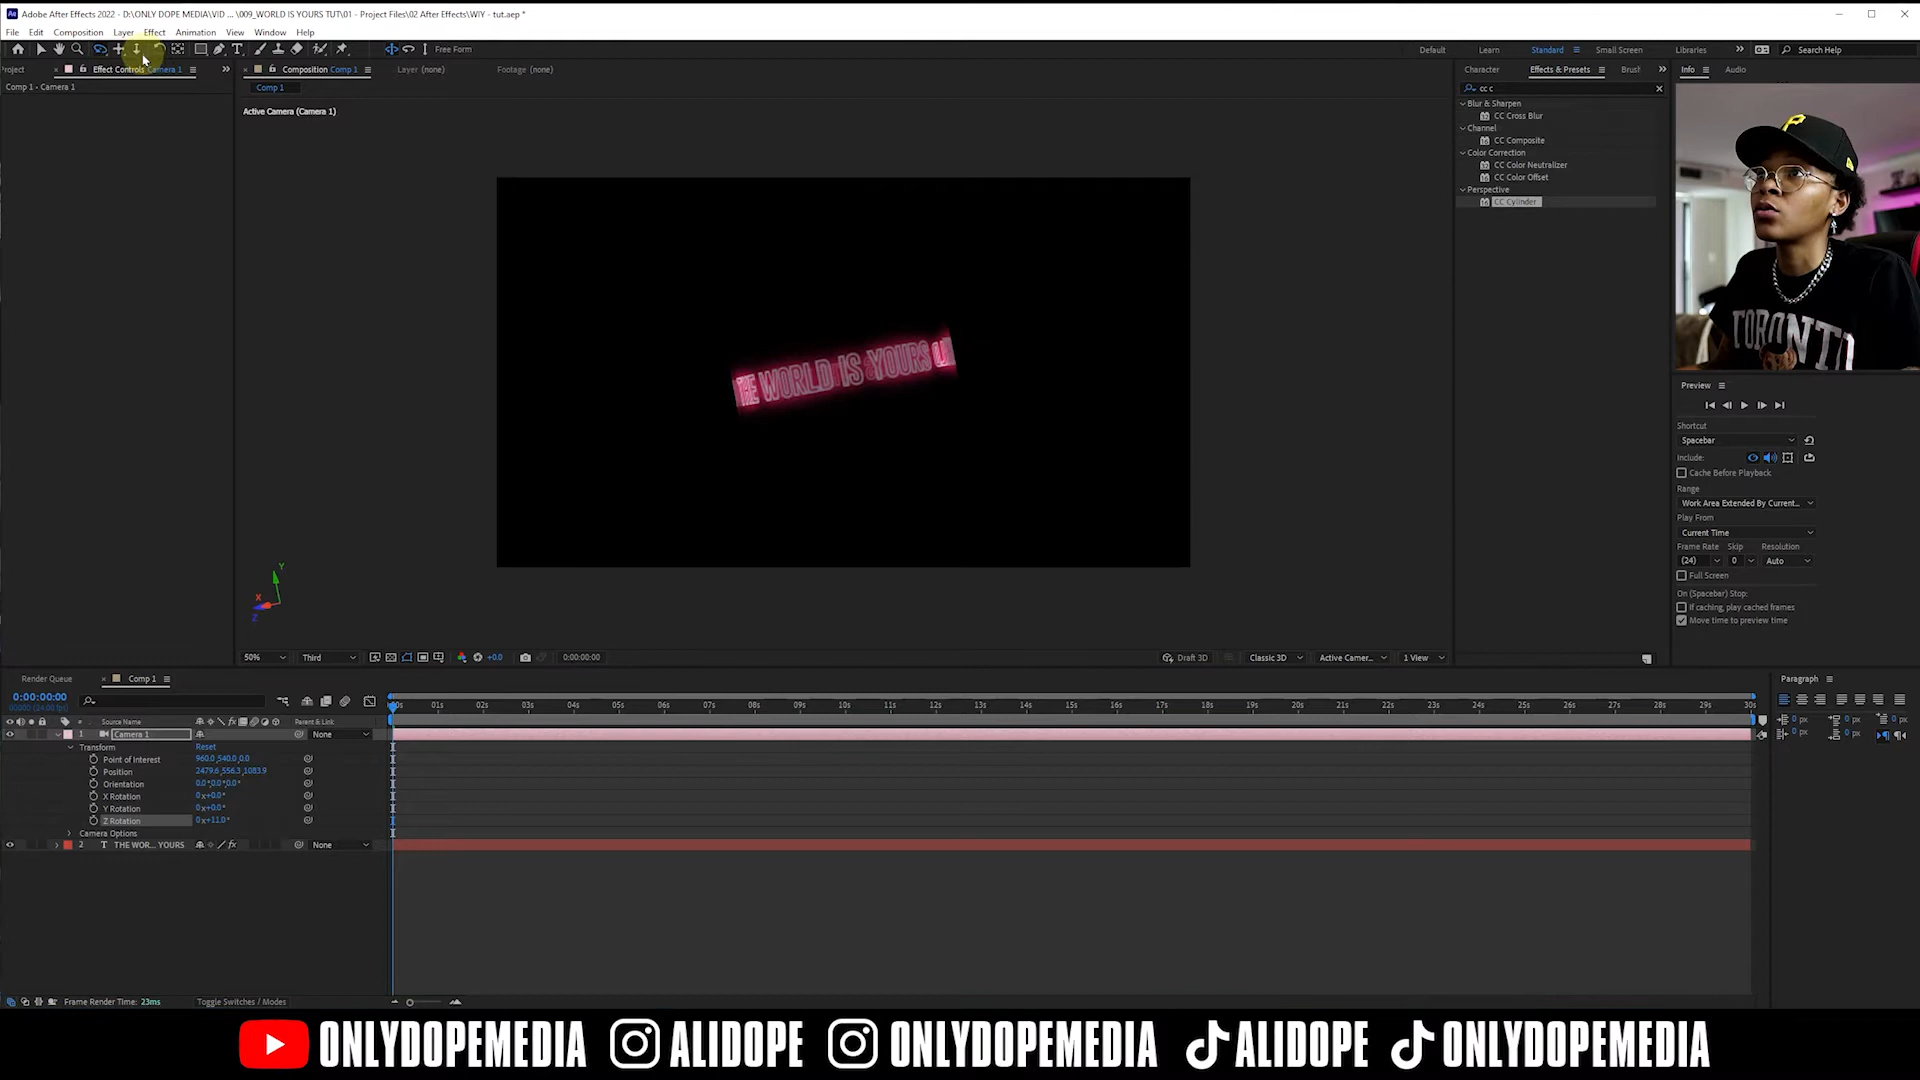 Adobe After Effects 2022 - D:\ONLY DOPE MEDIA\VID ... \009_WORLD IS YOURS TUT\01 - Project Files\02 After Effects\WIY - tut.aep *
File Edit Composition Layer Effect Animation View Window Help
Free Form
Default Learn Standard Small Screen Libraries Search Help
Project Effect Controls Camera 1
Composition Comp 1 Layer (none) Footage (none)
Character Effects & Presets Brush
Info Audio
Comp 1 - Camera 1
Comp 1
cc c
Active Camera (Camera 1)
Blur & Sharpen
CC Cross Blur
Channel
CC Composite
Color Correction
CC Color Neutralizer
CC Color Offset
Perspective
CC Cylinder
P
TORONTO
THE WORLD IS YOURS
Y
X
Z
Preview
Shortcut
Spacebar
Include:
Cache Before Playback
Range
Work Area Extended By Current...
Play From
Current Time
Frame Rate Skip Resolution
(24) 0 Auto
Full Screen
On (Spacebar) Stop:
If caching, play cached frames
Move time to preview time
50% Third +0.0 0:00:00:00 Draft 3D Classic 3D Active Camer... 1 View
Render Queue Comp 1
Paragraph
0:00:00:00
00000 (24.00 fps)
01s 02s 03s 04s 05s 06s 07s 08s 09s 10s 11s 12s 13s 14s 15s 16s 17s 18s 19s 20s 21s 22s 23s 24s 25s 26s 27s 28s 29s 30s
# Source Name Parent & Link
0 px 0 px 0 px
0 px 0 px
1 Camera 1 None
Transform Reset
Point of Interest 960.0,540.0,0.0
Position 2479.6,556.3,1083.9
Orientation 0.0°,0.0°,0.0°
X Rotation 0x+0.0°
Y Rotation 0x+0.0°
Z Rotation 0x+11.0°
Camera Options
2 T THE WOR... YOURS None
Frame Render Time: 23ms Toggle Switches / Modes
ONLYDOPEMEDIA ALIDOPE ONLYDOPEMEDIA ALIDOPE ONLYDOPEMEDIA